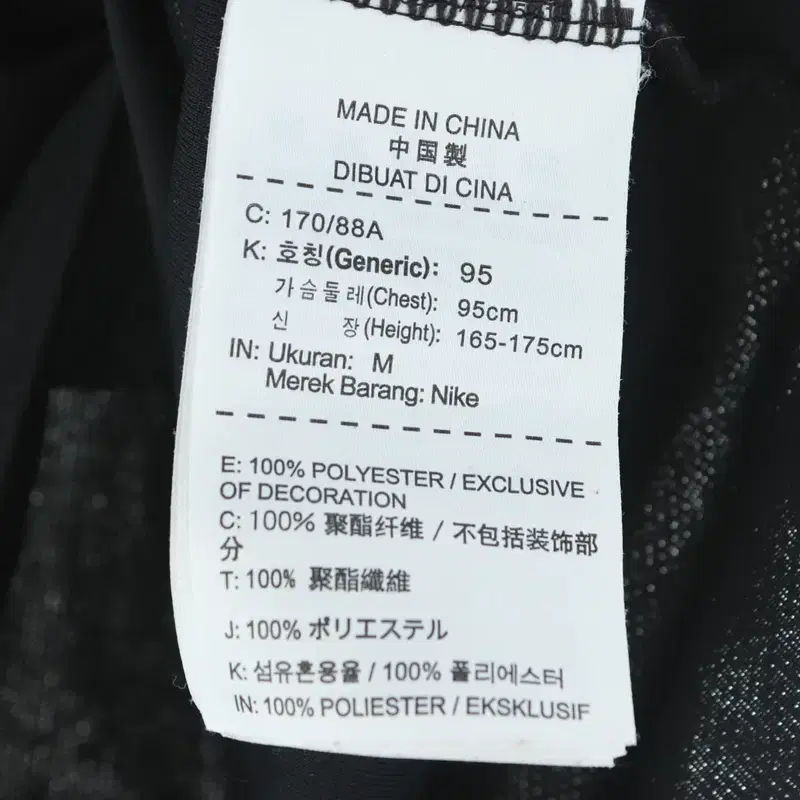 MADE IN CHINA
中国製
DIBUAT DI CINA
C: 170/88A
K: 호칭(Generic): 95
가슴둘레(Chest): 95cm
신 장(Height): 165-175cm
IN: Ukuran: M
Merek Barang: Nike
E: 100% POLYESTER / EXCLUSIVE
OF DECORATION
C: 100% 聚酯纤维 / 不包括装饰部
分
T: 100% 聚酯纖維
J: 100% ポリエステル
K: 섬유혼용율 / 100% 폴리에스터
IN: 100% POLIESTER / EKSKLUSIF